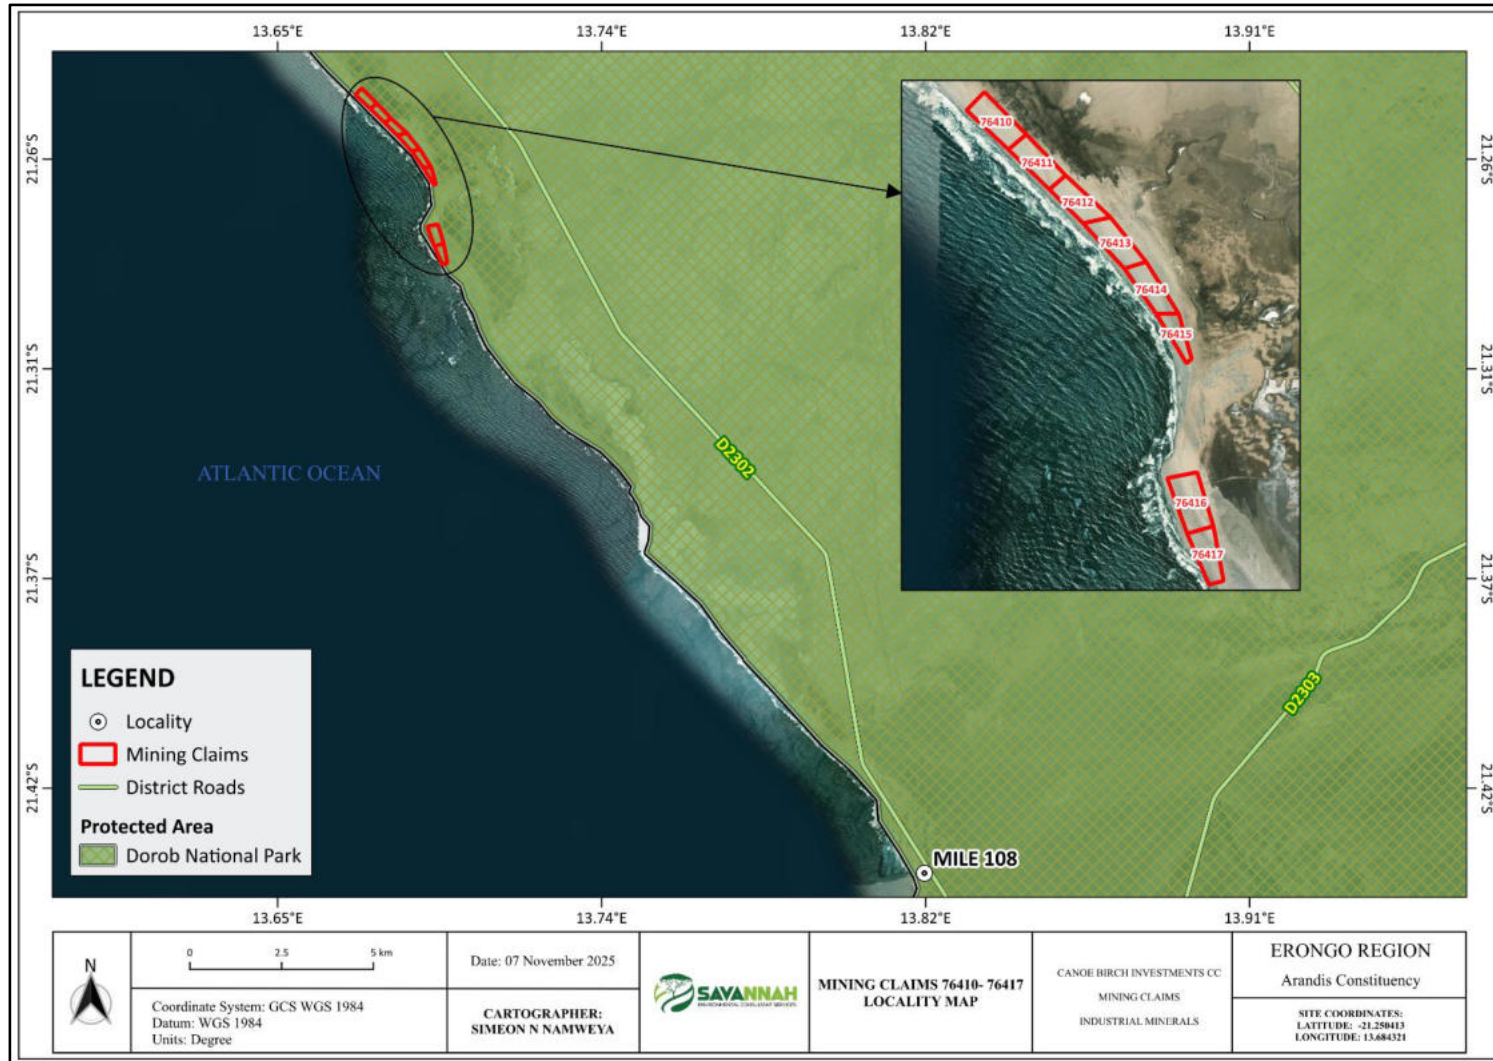 13.65°E
13.74°E
13.82°E
13.91°E
21.26°S
21.31°S
21.37°S
21.42°S
21.26°S
21.31°S
21.37°S
21.42°S
76410
76411
76412
76413
76414
76415
76416
76417
D2302
D2303
ATLANTIC OCEAN
MILE 108
LEGEND
Locality
Mining Claims
District Roads
Protected Area
Dorob National Park
13.65°E
13.74°E
13.82°E
13.91°E
N
0 2.5 5 km
Coordinate System: GCS WGS 1984
Datum: WGS 1984
Units: Degree
Date: 07 November 2025
CARTOGRAPHER:
SIMEON N NAMWEYA
SAVANNAH
MINING CLAIMS 76410- 76417
LOCALITY MAP
CANOE BIRCH INVESTMENTS CC
MINING CLAIMS
INDUSTRIAL MINERALS
ERONGO REGION
Arandis Constituency
SITE COORDINATES:
LATITUDE: -21.250413
LONGITUDE: 13.684321